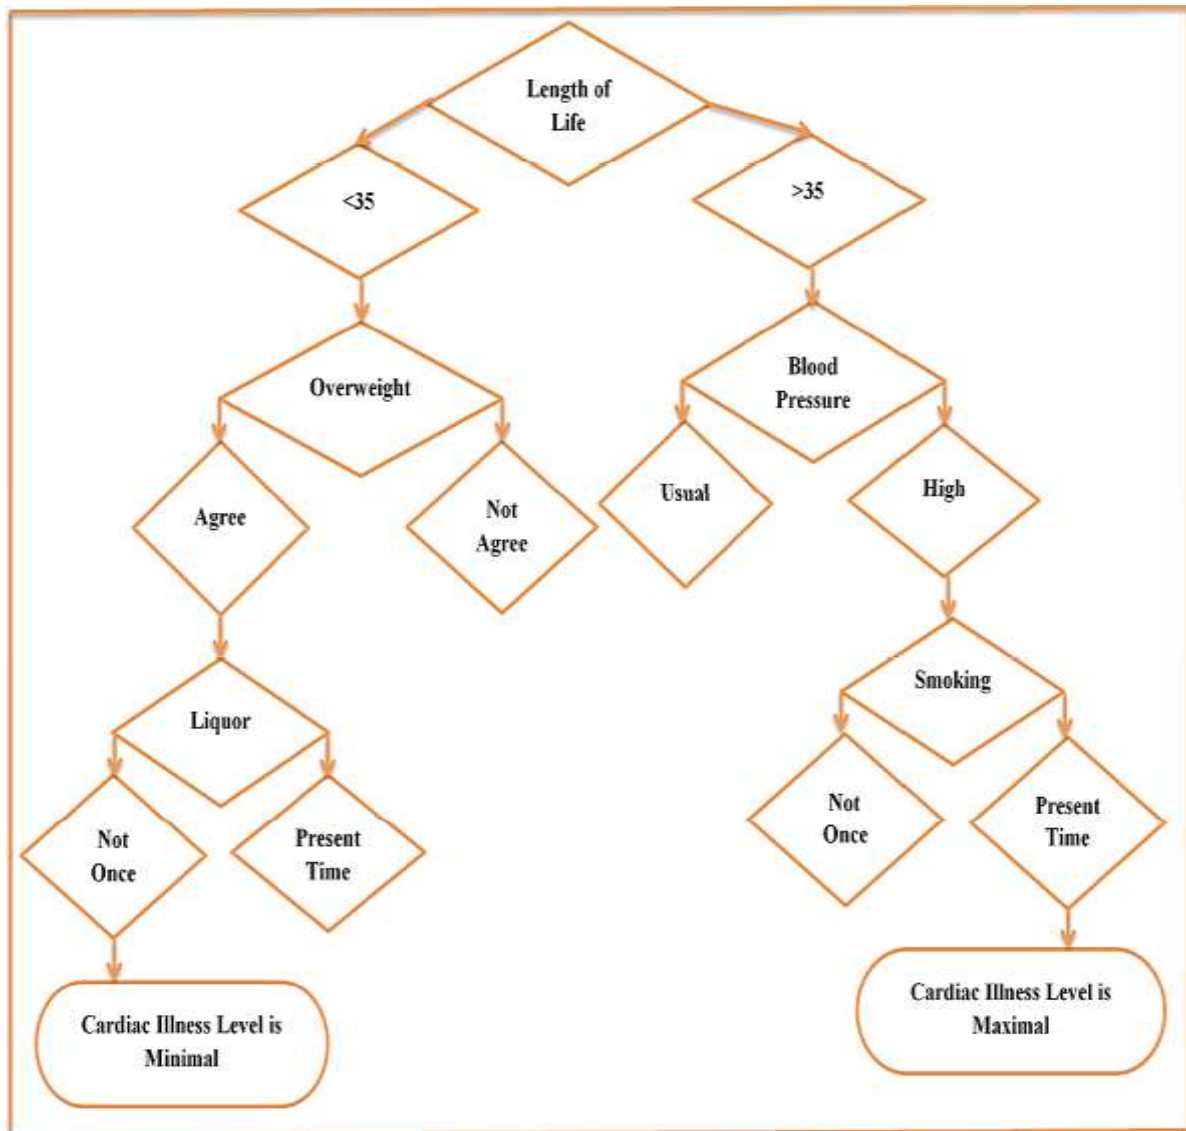 Length of
Life
<35
>35
Overweight
Blood
Pressure
Agree
Not
Agree
Usual
High
Liquor
Smoking
Not
Once
Present
Time
Not
Once
Present
Time
Cardiac Illness Level is
Minimal
Cardiac Illness Level is
Maximal